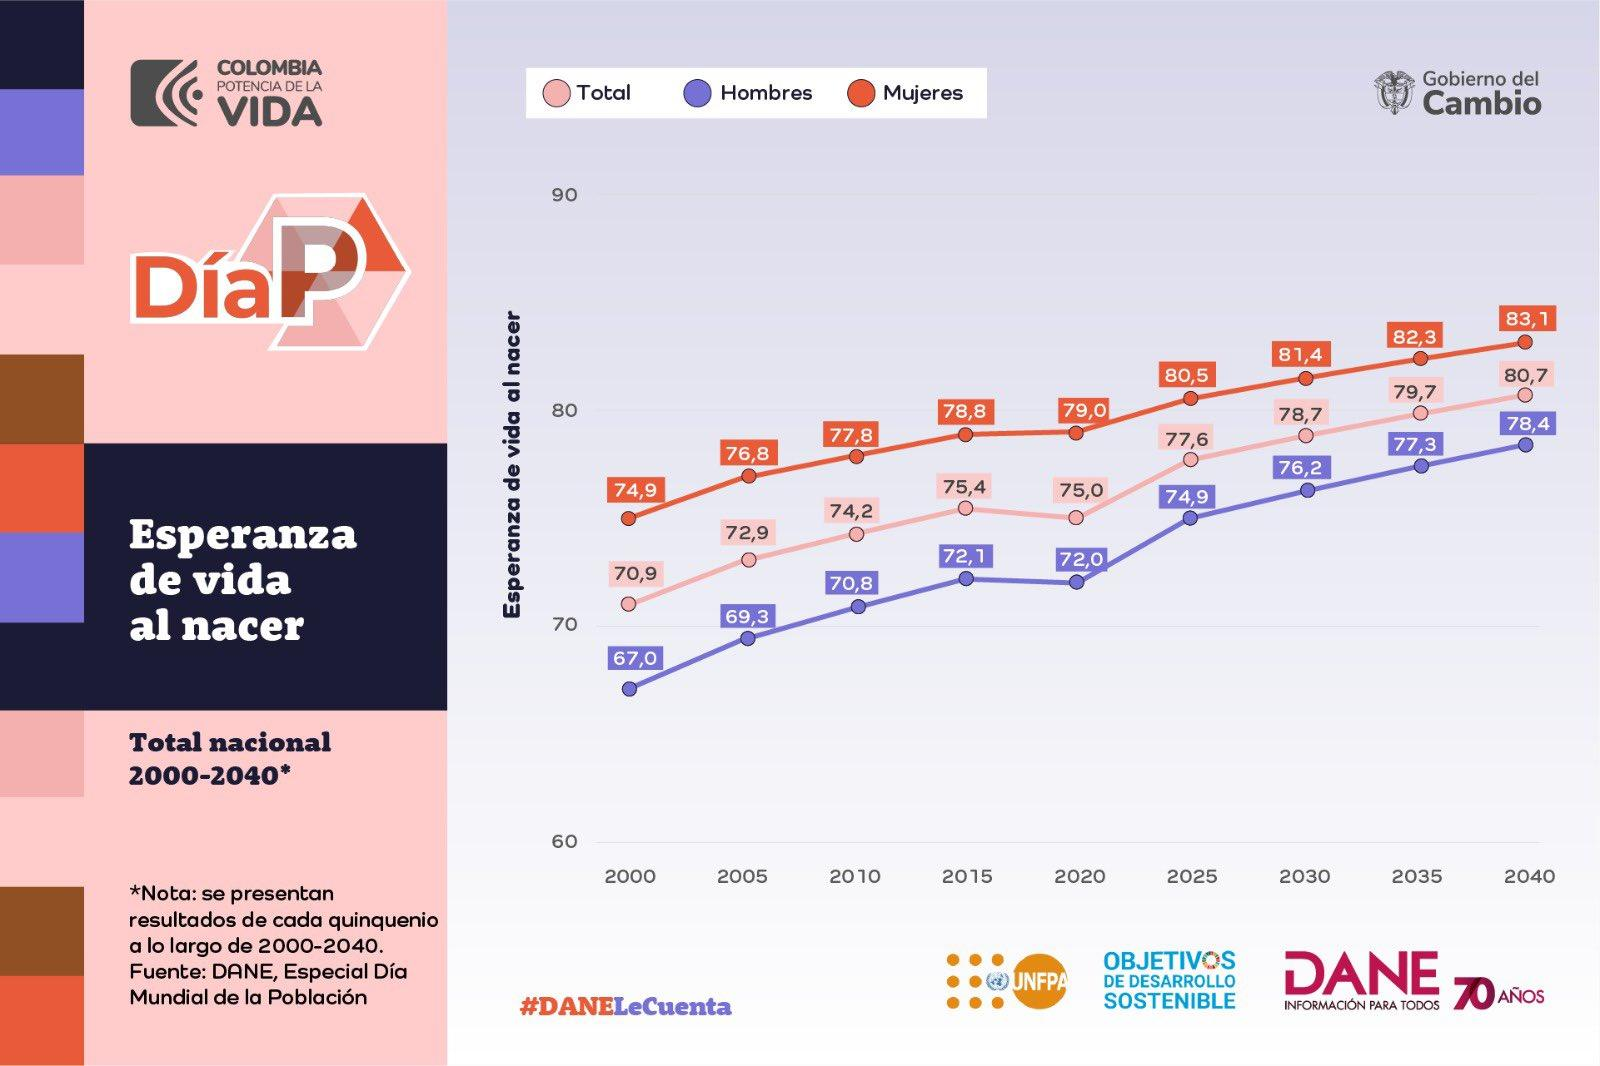 COLOMBIA
POTENCIA DE LA
VIDA
DíaP
Esperanza
de vida
al nacer
Total nacional
2000-2040*
*Nota: se presentan
resultados de cada quinquenio
a lo largo de 2000-2040.
Fuente: DANE, Especial Día
Mundial de la Población
Total Hombres Mujeres
Gobierno del
Cambio
Esperanza de vida al nacer
90
80
70
60
74,9 76,8 77,8 78,8 79,0 80,5 81,4 82,3 83,1
70,9 72,9 74,2 75,4 75,0 77,6 78,7 79,7 80,7
67,0 69,3 70,8 72,1 72,0 74,9 76,2 77,3 78,4
2000 2005 2010 2015 2020 2025 2030 2035 2040
#DANELeCuenta
UNFPA
OBJETIVOS
DE DESARROLLO
SOSTENIBLE
DANE
INFORMACIÓN PARA TODOS
70 AÑOS